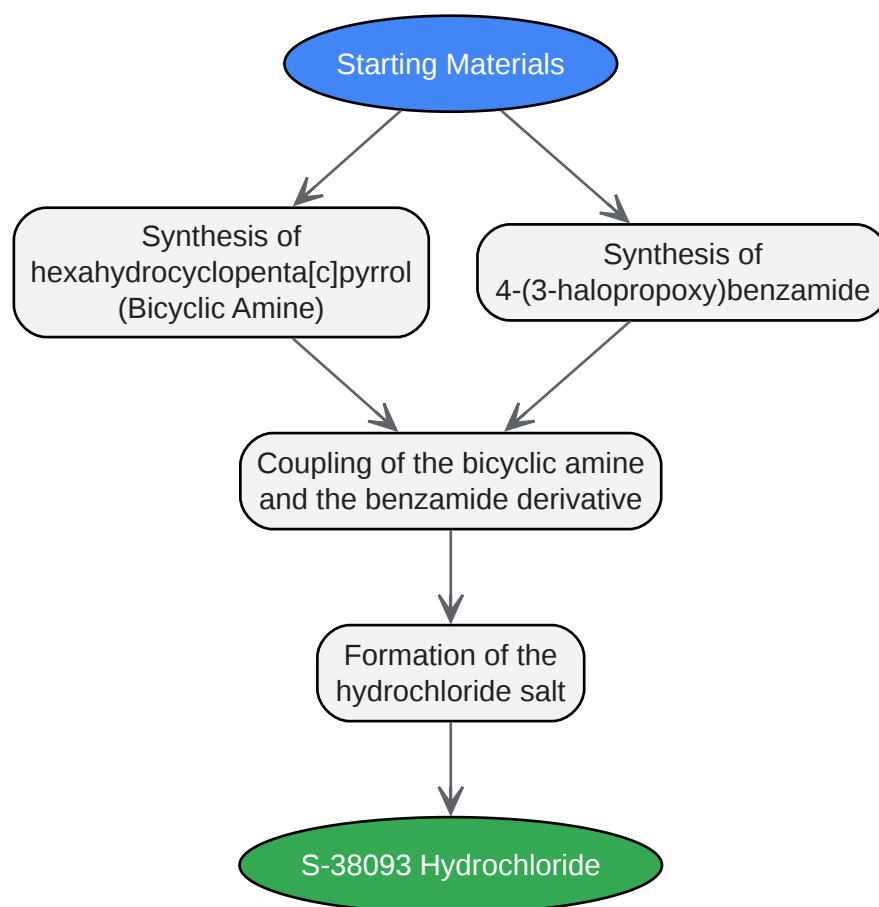 Starting Materials
Synthesis of
hexahydrocyclopenta[c]pyrrol
(Bicyclic Amine)
Synthesis of
4-(3-halopropoxy)benzamide
Coupling of the bicyclic amine
and the benzamide derivative
Formation of the
hydrochloride salt
S-38093 Hydrochloride